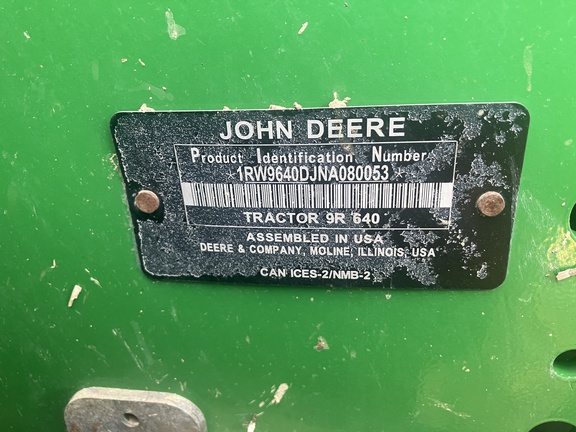 JOHN DEERE
Product Identification Number
*1RW9640DJNA080053*
TRACTOR 9R 640
ASSEMBLED IN USA
DEERE & COMPANY, MOLINE, ILLINOIS, USA
CAN ICES-2/NMB-2